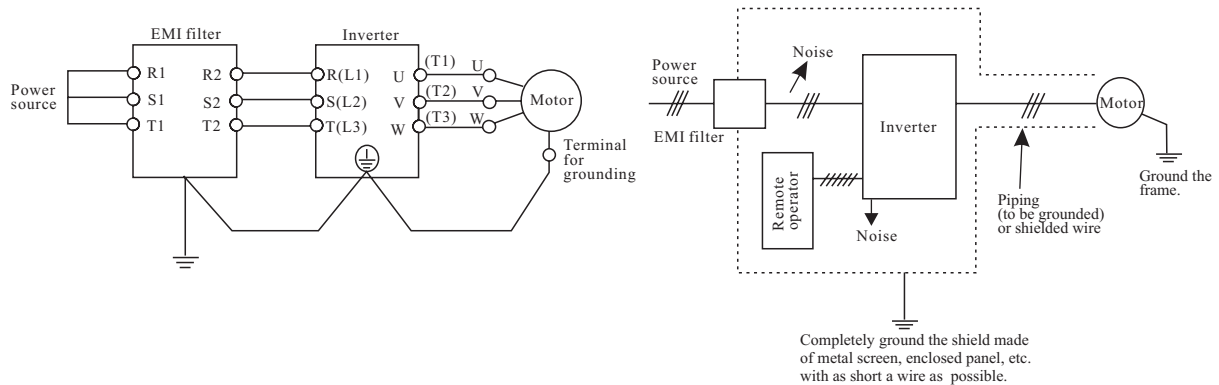 EMI filter
Inverter
Power
source
R1
S1
T1
R2
S2
T2
R(L1)
S(L2)
T(L3)
U
V
W
(T1)
(T2)
(T3)
U
V
W
Motor
Terminal
for
grounding
Power
source
EMI filter
Noise
Inverter
Remote
operator
Noise
Motor
Ground the
frame.
Piping
(to be grounded)
or shielded wire
Completely ground the shield made
of metal screen, enclosed panel, etc.
with as short a wire as possible.